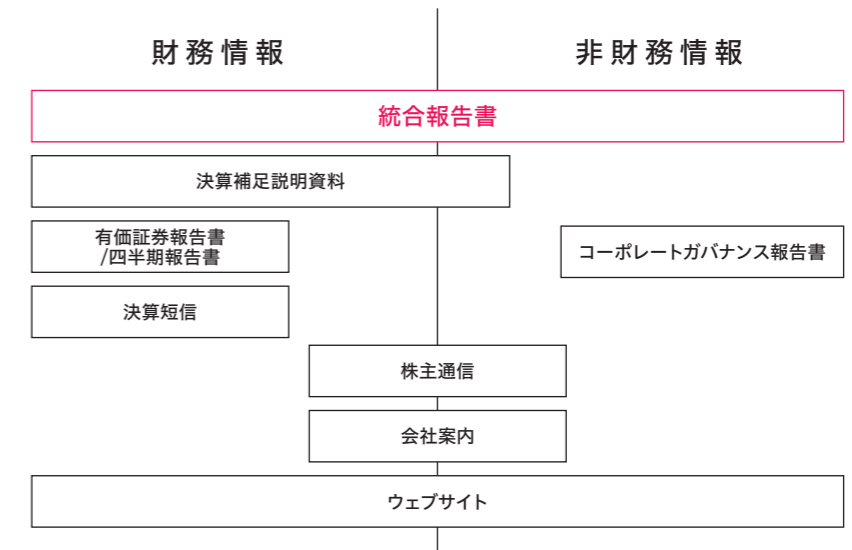 財務情報
非財務情報
統合報告書
決算補足説明資料
有価証券報告書
/四半期報告書
コーポレートガバナンス報告書
決算短信
株主通信
会社案内
ウェブサイト